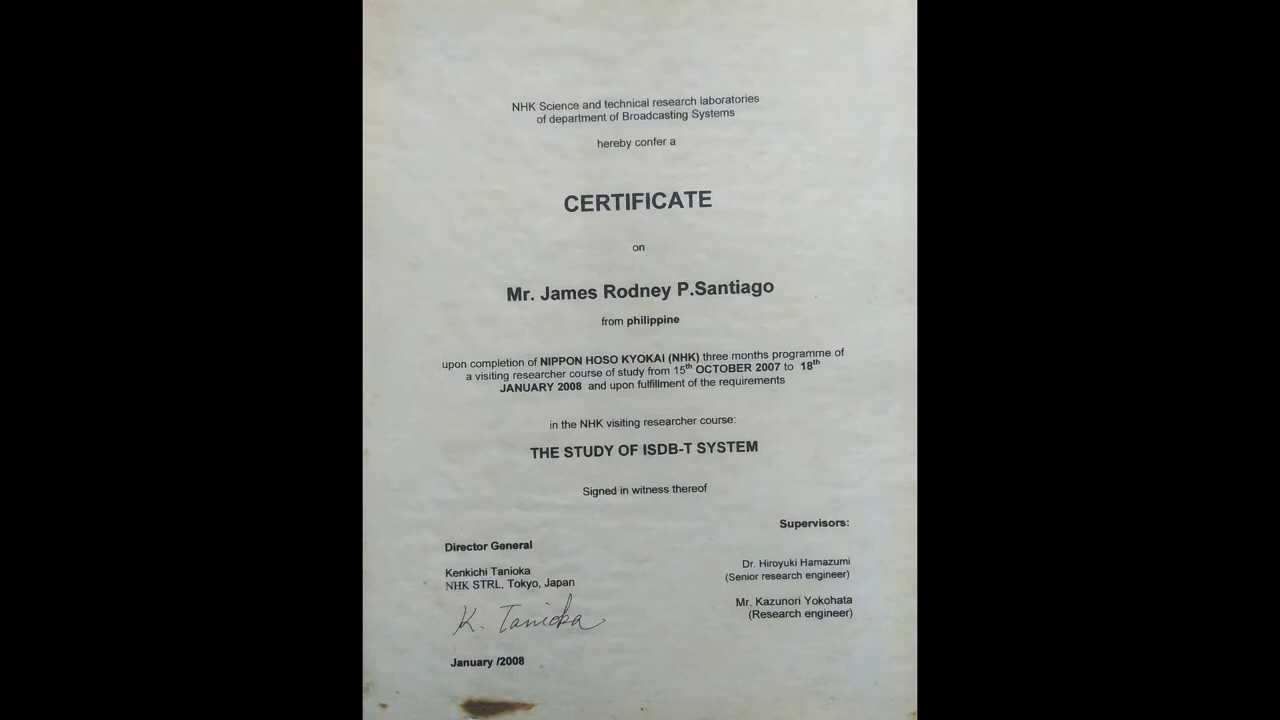 NHK Science and technical research laboratories
of department of Broadcasting Systems
hereby confer a
CERTIFICATE
on
Mr. James Rodney P.Santiago
from philippine
upon completion of NIPPON HOSO KYOKAI (NHK) three months programme of
a visiting researcher course of study from 15th OCTOBER 2007 to 18th
JANUARY 2008 and upon fulfillment of the requirements
in the NHK visiting researcher course:
THE STUDY OF ISDB-T SYSTEM
Signed in witness thereof
Supervisors:
Director General
Kenkichi Tanioka
NHK STRL, Tokyo, Japan
K. Tanioka
January /2008
Dr. Hiroyuki Hamazumi
(Senior research engineer)
Mr. Kazunori Yokohata
(Research engineer)